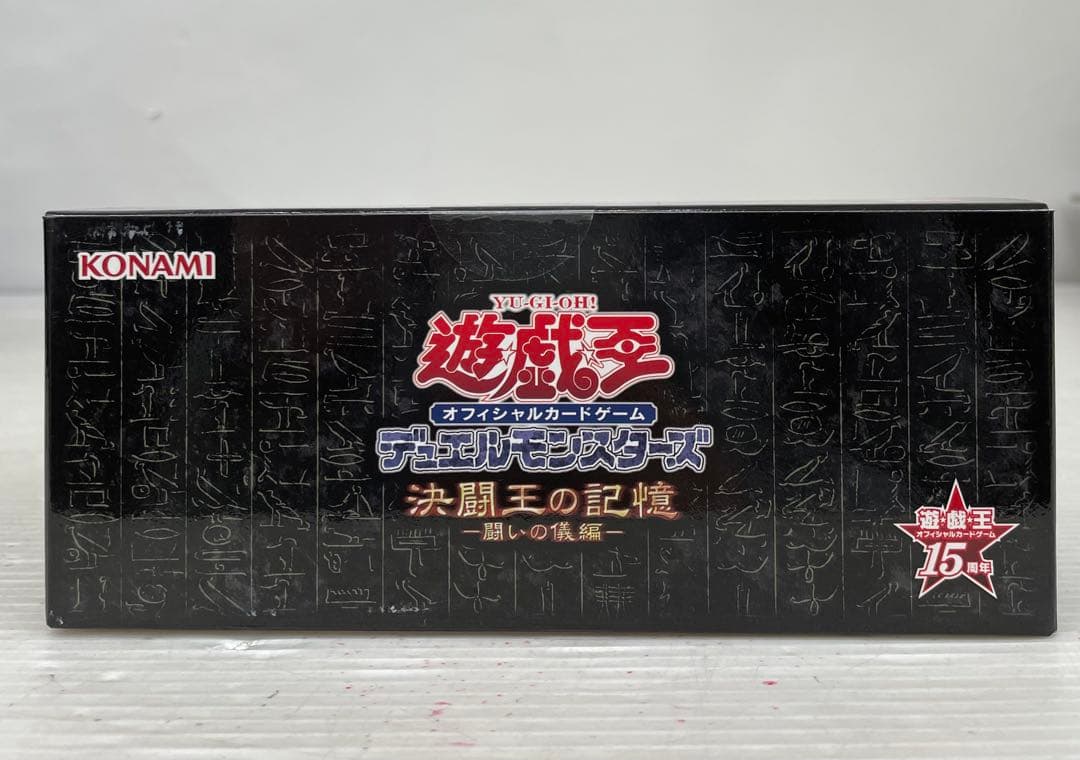 KONAMI
YU-GI-OH!
遊戯王
オフィシャルカードゲーム
デュエルモンスターズ
決闘王の記憶
-闘いの儀編-
遊★戯★王
オフィシャルカードゲーム
15周年